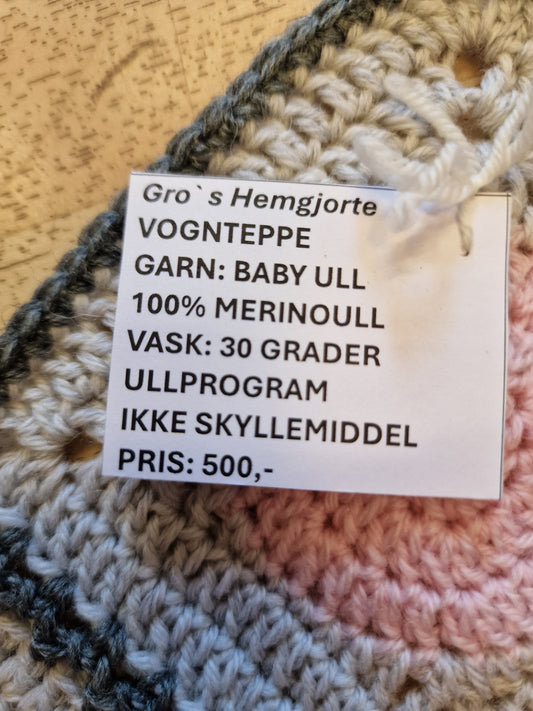 Gro`s Hemgjorte
VOGNTEPPE
GARN: BABY ULL
100% MERINOULL
VASK: 30 GRADER
ULLPROGRAM
IKKE SKYLLEMIDDEL
PRIS: 500,-